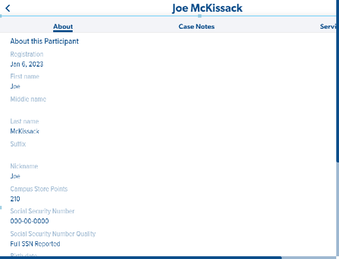 Joe McKissack
About Case Notes Servi
About this Participant
Registration
Jan 6, 2023
First name
Joe
Middle name
Last name
McKissack
Suffix
Nickname
Joe
Campus Store Points
210
Social Security Number
000-00-0000
Social Security Number Quality
Full SSN Reported